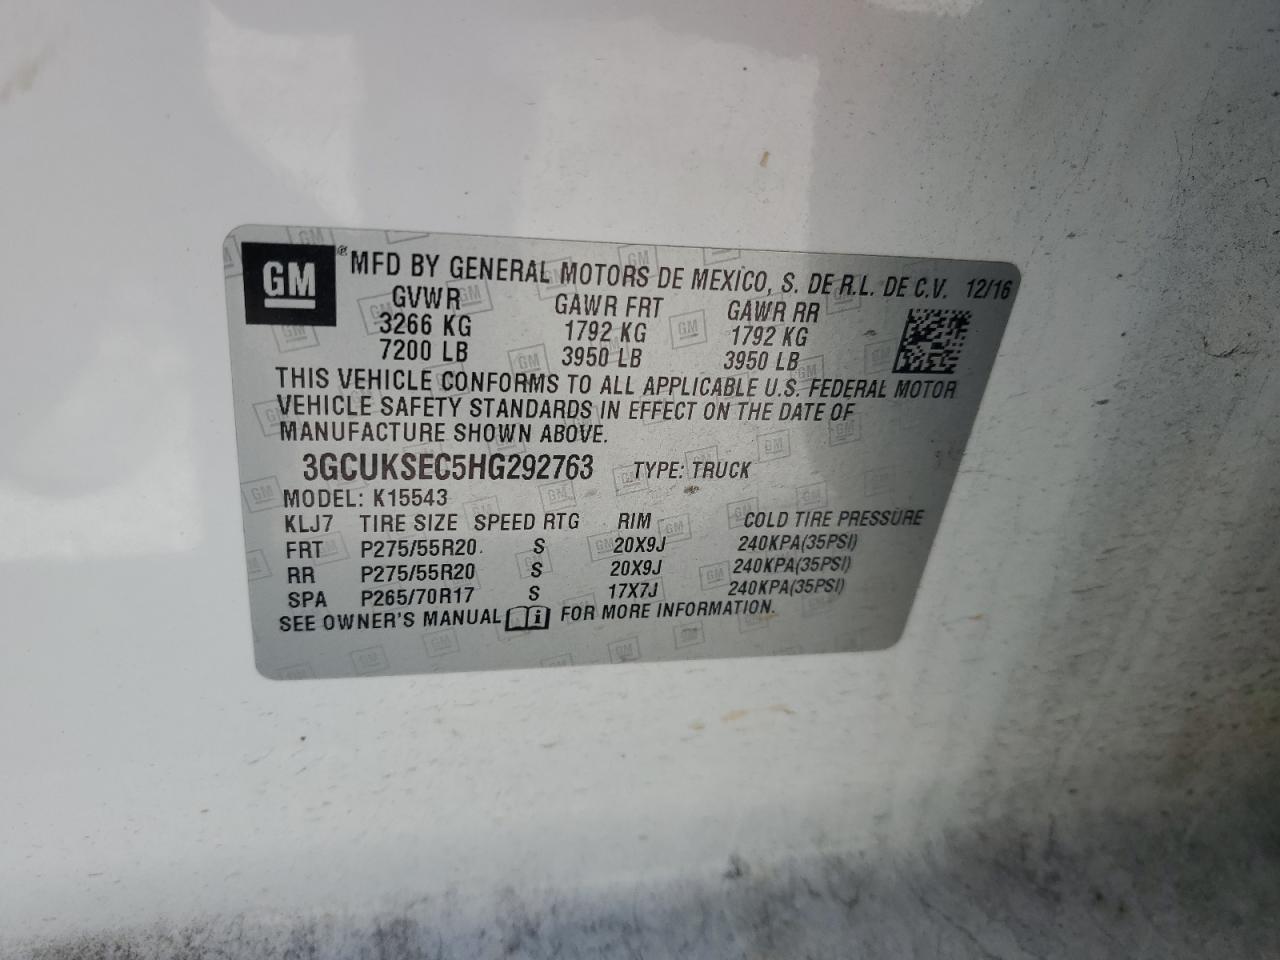 GM ® MFD BY GENERAL MOTORS DE MEXICO, S. DE R.L. DE C.V. 12/16
GVWR GAWR FRT GAWR RR
3266 KG 1792 KG 1792 KG
7200 LB 3950 LB 3950 LB
THIS VEHICLE CONFORMS TO ALL APPLICABLE U.S. FEDERAL MOTOR
VEHICLE SAFETY STANDARDS IN EFFECT ON THE DATE OF
MANUFACTURE SHOWN ABOVE.
3GCUKSEC5HG292763 TYPE: TRUCK
MODEL: K15543
KLJ7 TIRE SIZE SPEED RTG RIM COLD TIRE PRESSURE
FRT P275/55R20 S 20X9J 240KPA(35PSI)
RR P275/55R20 S 20X9J 240KPA(35PSI)
SPA P265/70R17 S 17X7J 240KPA(35PSI)
SEE OWNER'S MANUAL i FOR MORE INFORMATION.